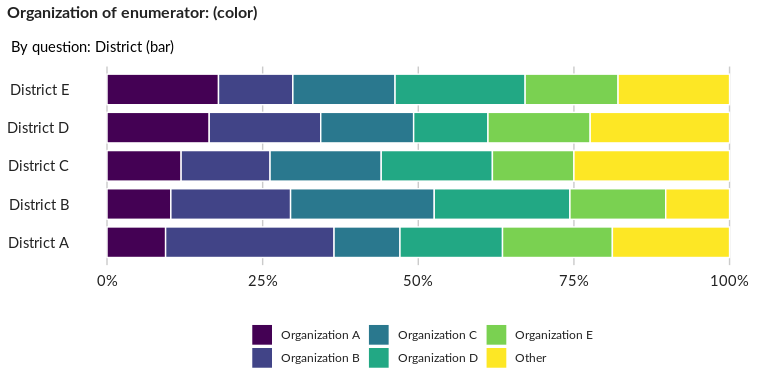 Organization of enumerator: (color)
By question: District (bar)
District E
District D
District C
District B
District A
0% 25% 50% 75% 100%
Organization A Organization C Organization E
Organization B Organization D Other